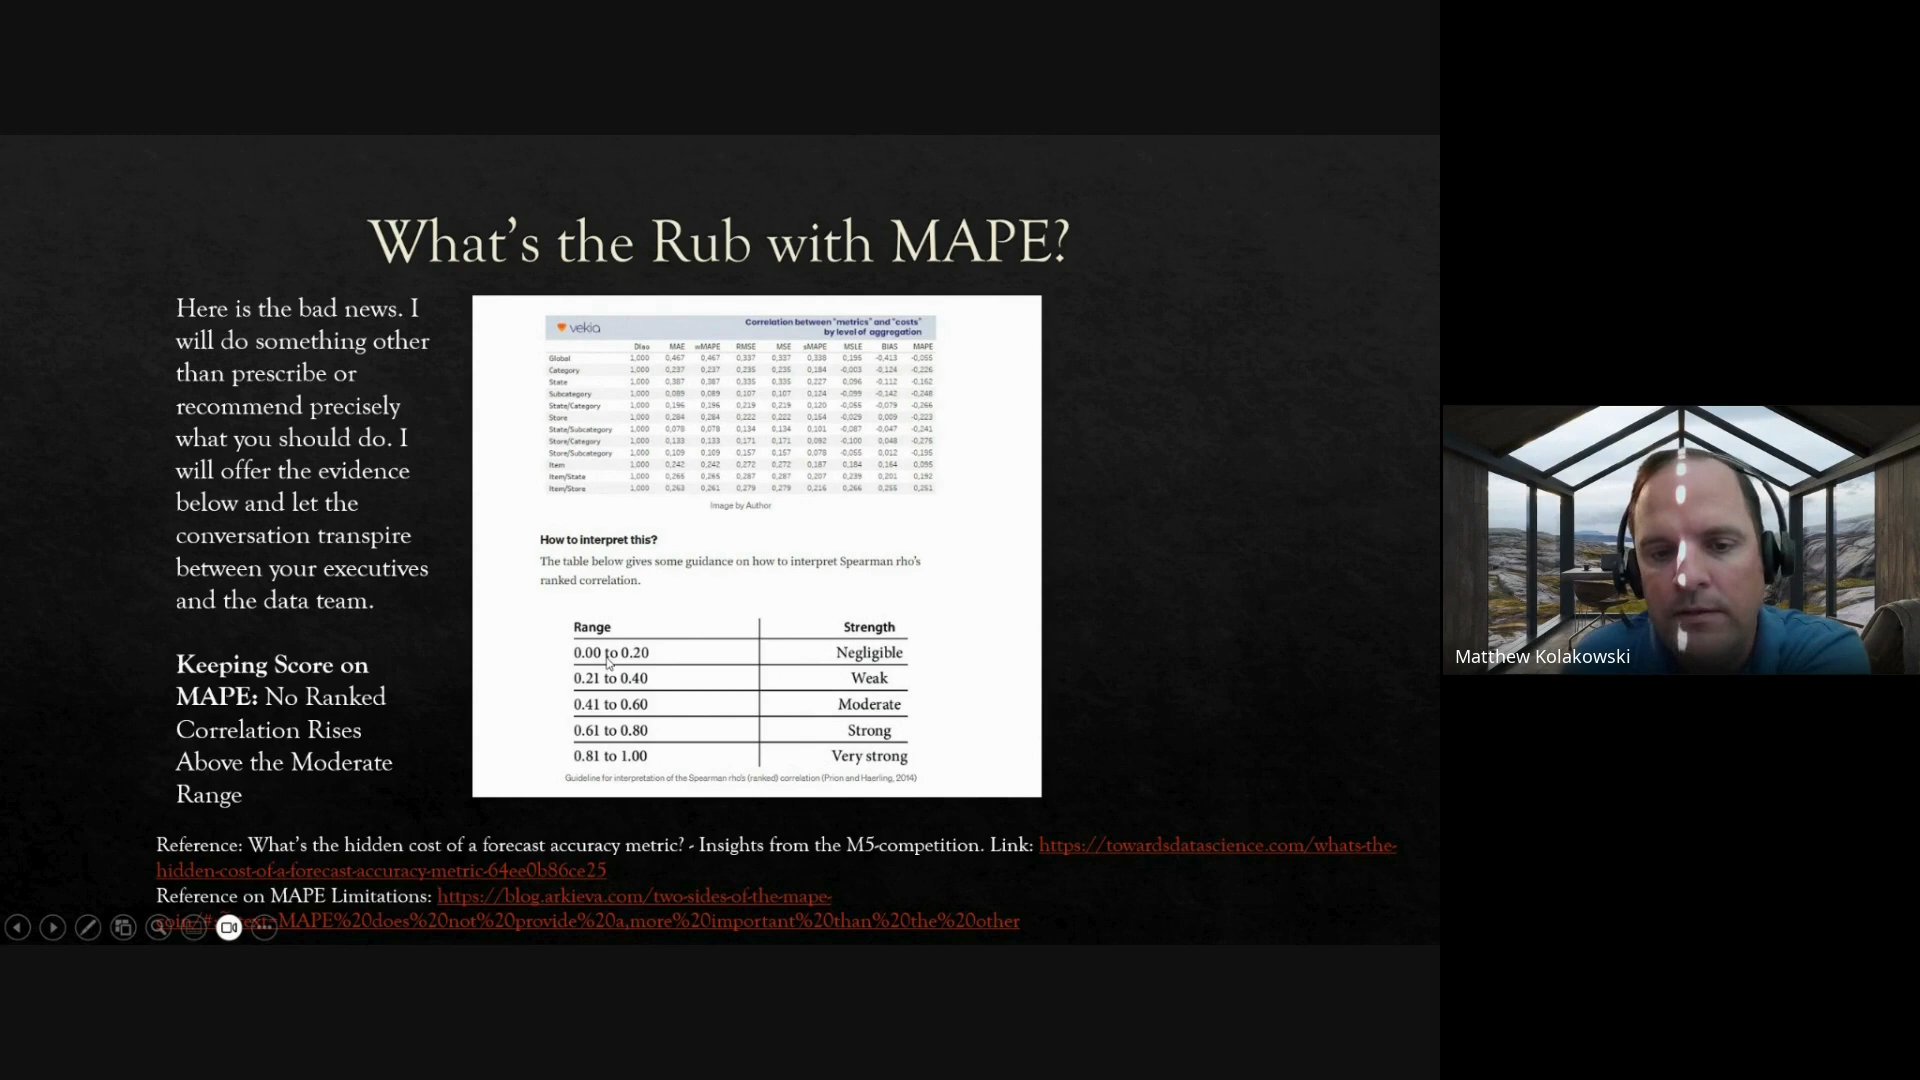 What's the Rub with MAPE?
Here is the bad news. I
will do something other
than prescribe or
recommend precisely
what you should do. I
will offer the evidence
below and let the
conversation transpire
between your executives
and the data team.
Keeping Score on
MAPE: No Ranked
Correlation Rises
Above the Moderate
Range
vekia
Correlation between "metrics" and "costs"
by level of aggregation
Dlao MAE wMAPE RMSE MSE sMAPE MSLE BIAS MAPE
Global 1,000 0,467 0,467 0,337 0,337 0,338 0,195 -0,413 -0,055
Category 1,000 0,237 0,237 0,235 0,235 0,184 -0,003 -0,124 -0,226
State 1,000 0,387 0,387 0,335 0,335 0,227 0,096 -0,112 -0,162
Subcategory 1,000 0,089 0,089 0,107 0,107 0,124 -0,099 -0,142 -0,248
State/Category 1,000 0,196 0,196 0,219 0,219 0,120 -0,055 -0,079 -0,266
Store 1,000 0,284 0,284 0,222 0,222 0,154 -0,029 0,009 -0,223
State/Subcategory 1,000 0,078 0,078 0,134 0,134 0,101 -0,087 -0,047 -0,241
Store/Category 1,000 0,133 0,133 0,171 0,171 0,092 -0,100 0,048 -0,276
Store/Subcategory 1,000 0,109 0,109 0,157 0,157 0,078 -0,055 0,012 -0,195
Item 1,000 0,242 0,242 0,272 0,272 0,187 0,184 0,164 0,095
Item/State 1,000 0,265 0,265 0,287 0,287 0,207 0,239 0,201 0,192
Item/Store 1,000 0,263 0,261 0,279 0,279 0,216 0,266 0,255 0,251
Image by Author
How to interpret this?
The table below gives some guidance on how to interpret Spearman rho's
ranked correlation.
Range Strength
0.00 to 0.20 Negligible
0.21 to 0.40 Weak
0.41 to 0.60 Moderate
0.61 to 0.80 Strong
0.81 to 1.00 Very strong
Guideline for interpretation of the Spearman rho's (ranked) correlation (Prion and Haerling, 2014)
Reference: What's the hidden cost of a forecast accuracy metric? - Insights from the M5-competition. Link: https://towardsdatascience.com/whats-the-
hidden-cost-of-a-forecast-accuracy-metric-64ee0b86ce25
Reference on MAPE Limitations: https://blog.arkieva.com/two-sides-of-the-mape-
MAPE%20does%20not%20provide%20a,more%20important%20than%20the%20other
Matthew Kolakowski